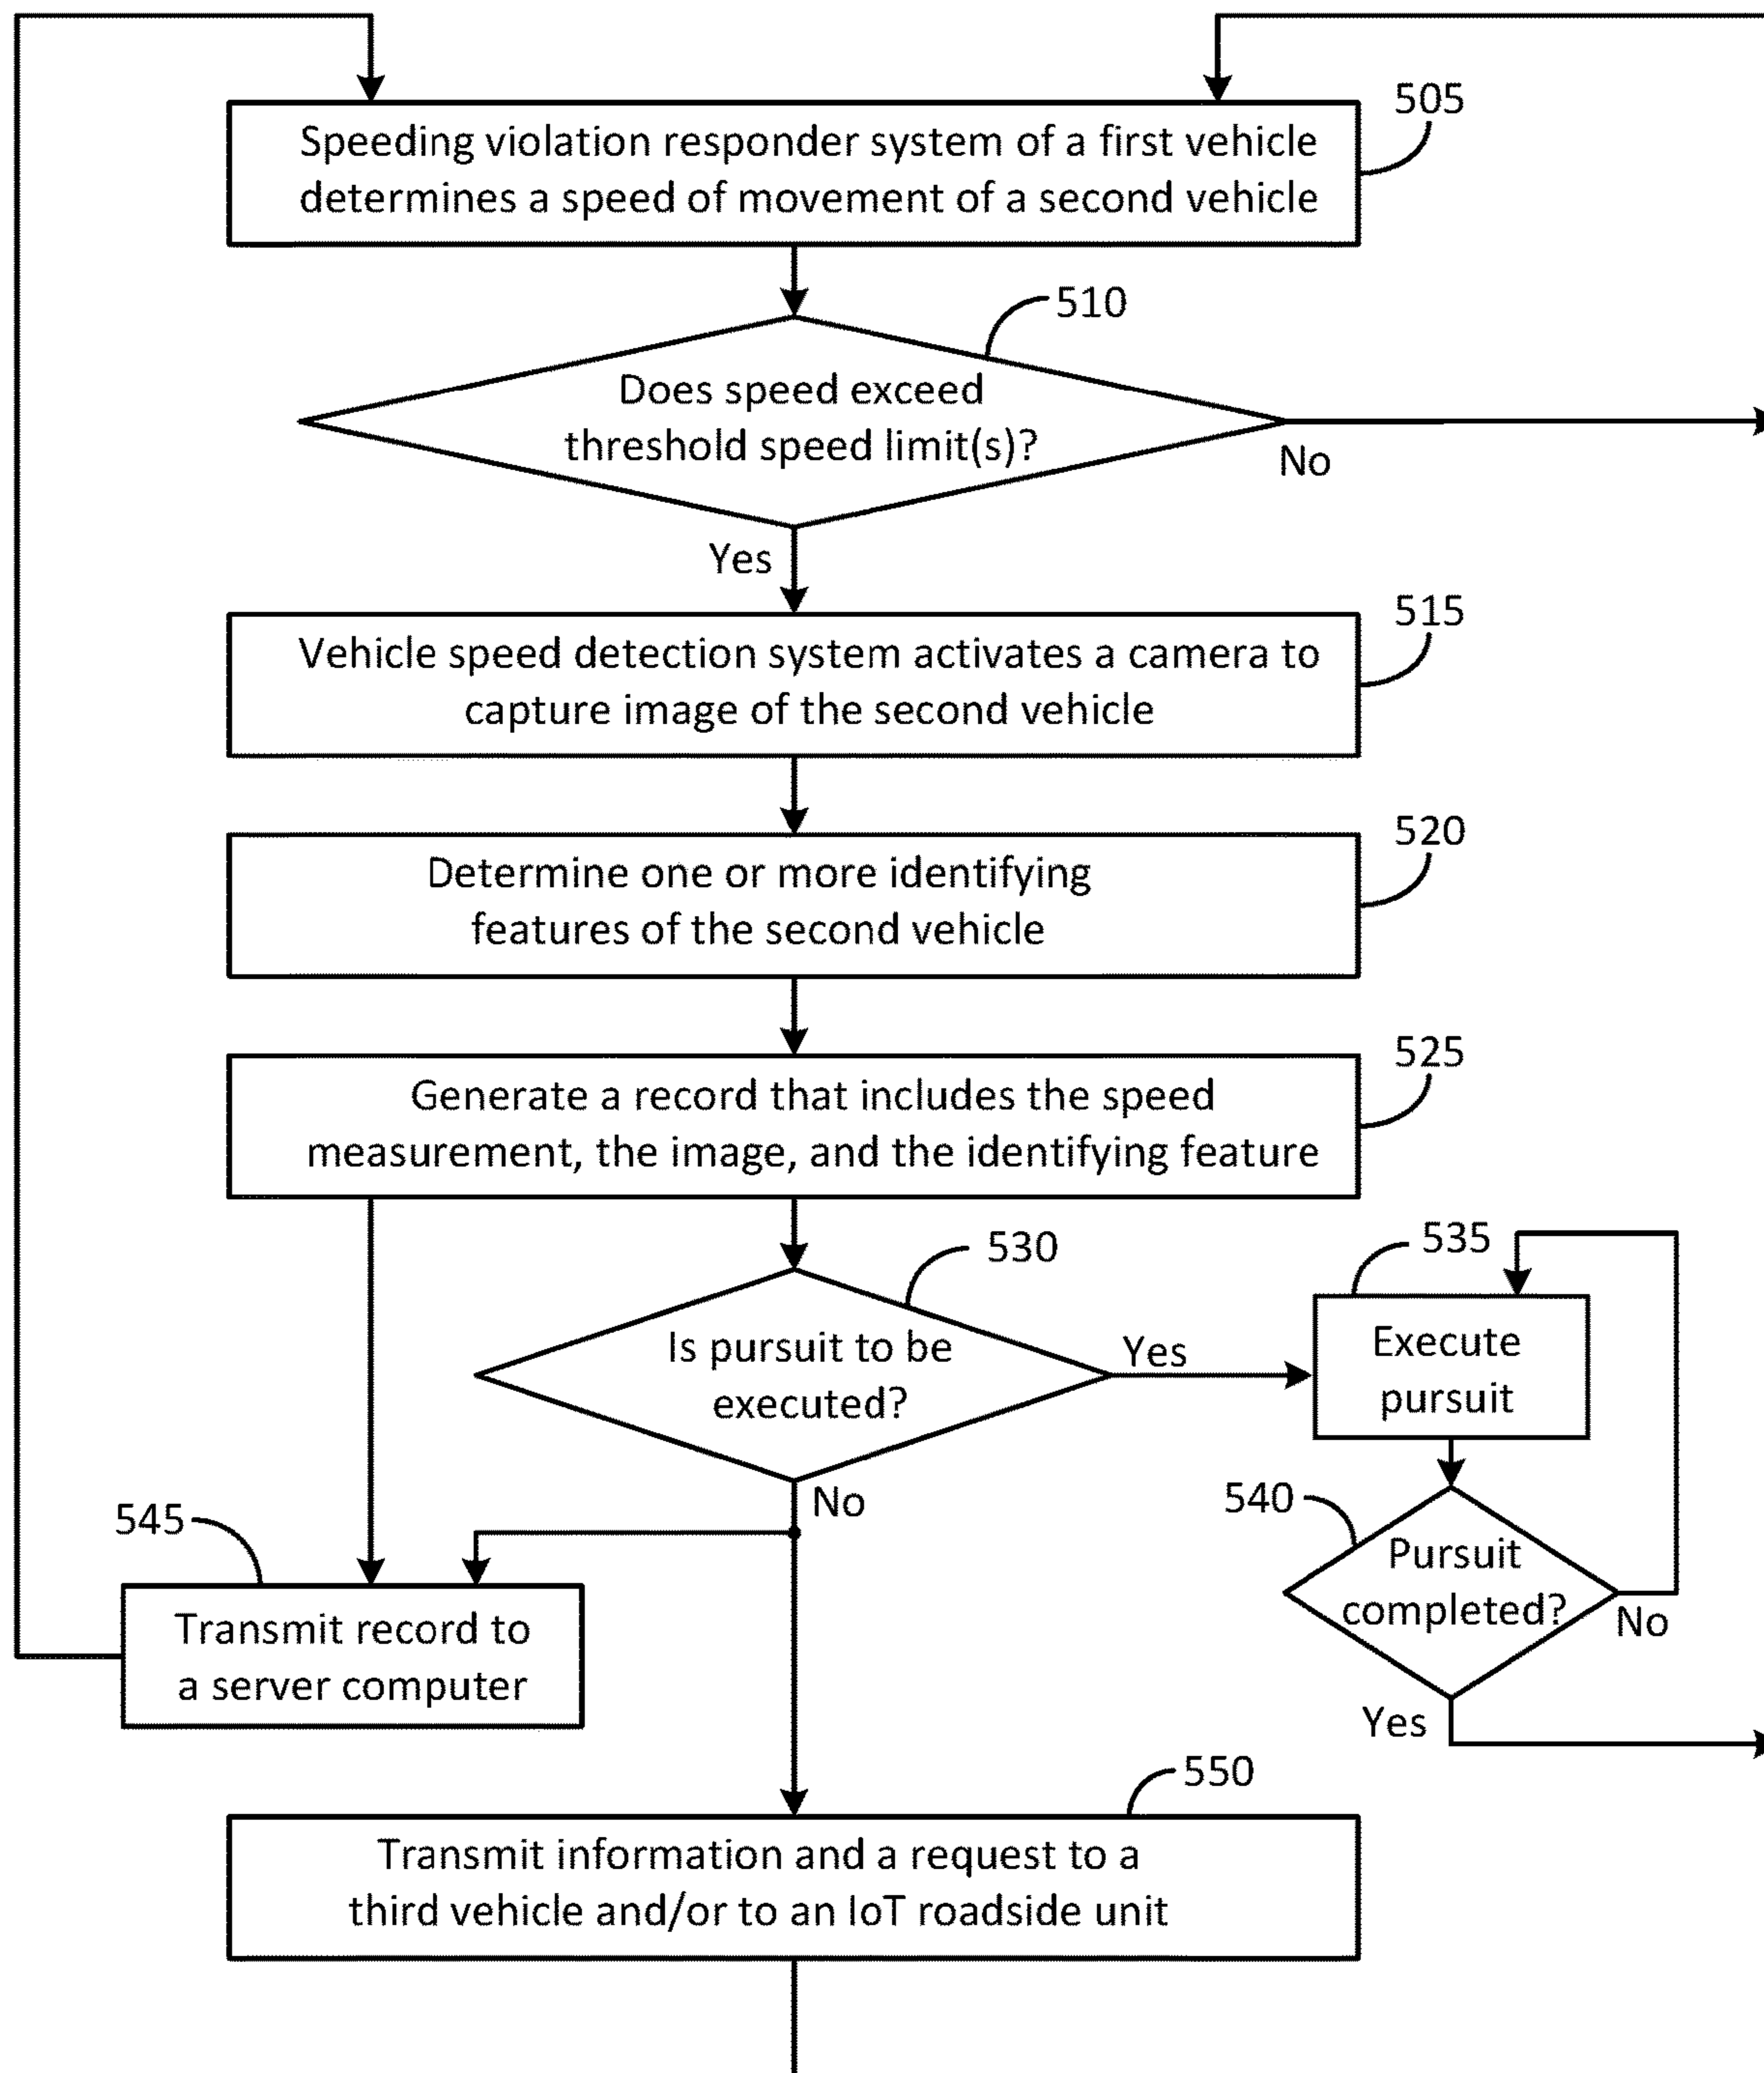 505
Speeding violation responder system of a first vehicle
determines a speed of movement of a second vehicle
510
Does speed exceed
threshold speed limit(s)?
No
Yes
515
Vehicle speed detection system activates a camera to
capture image of the second vehicle
520
Determine one or more identifying
features of the second vehicle
525
Generate a record that includes the speed
measurement, the image, and the identifying feature
530
Is pursuit to be
executed?
Yes
535
Execute
pursuit
No
540
Pursuit
completed?
No
Yes
545
Transmit record to
a server computer
550
Transmit information and a request to a
third vehicle and/or to an IoT roadside unit